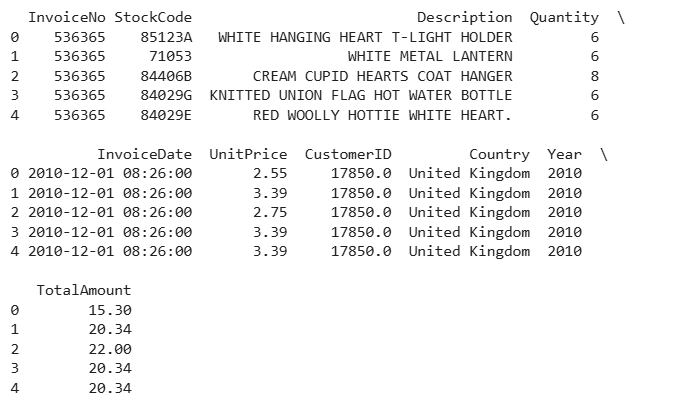 InvoiceNo StockCode Description Quantity \
0 536365 85123A WHITE HANGING HEART T-LIGHT HOLDER 6
1 536365 71053 WHITE METAL LANTERN 6
2 536365 84406B CREAM CUPID HEARTS COAT HANGER 8
3 536365 84029G KNITTED UNION FLAG HOT WATER BOTTLE 6
4 536365 84029E RED WOOLLY HOTTIE WHITE HEART. 6
InvoiceDate UnitPrice CustomerID Country Year \
0 2010-12-01 08:26:00 2.55 17850.0 United Kingdom 2010
1 2010-12-01 08:26:00 3.39 17850.0 United Kingdom 2010
2 2010-12-01 08:26:00 2.75 17850.0 United Kingdom 2010
3 2010-12-01 08:26:00 3.39 17850.0 United Kingdom 2010
4 2010-12-01 08:26:00 3.39 17850.0 United Kingdom 2010
TotalAmount
0 15.30
1 20.34
2 22.00
3 20.34
4 20.34